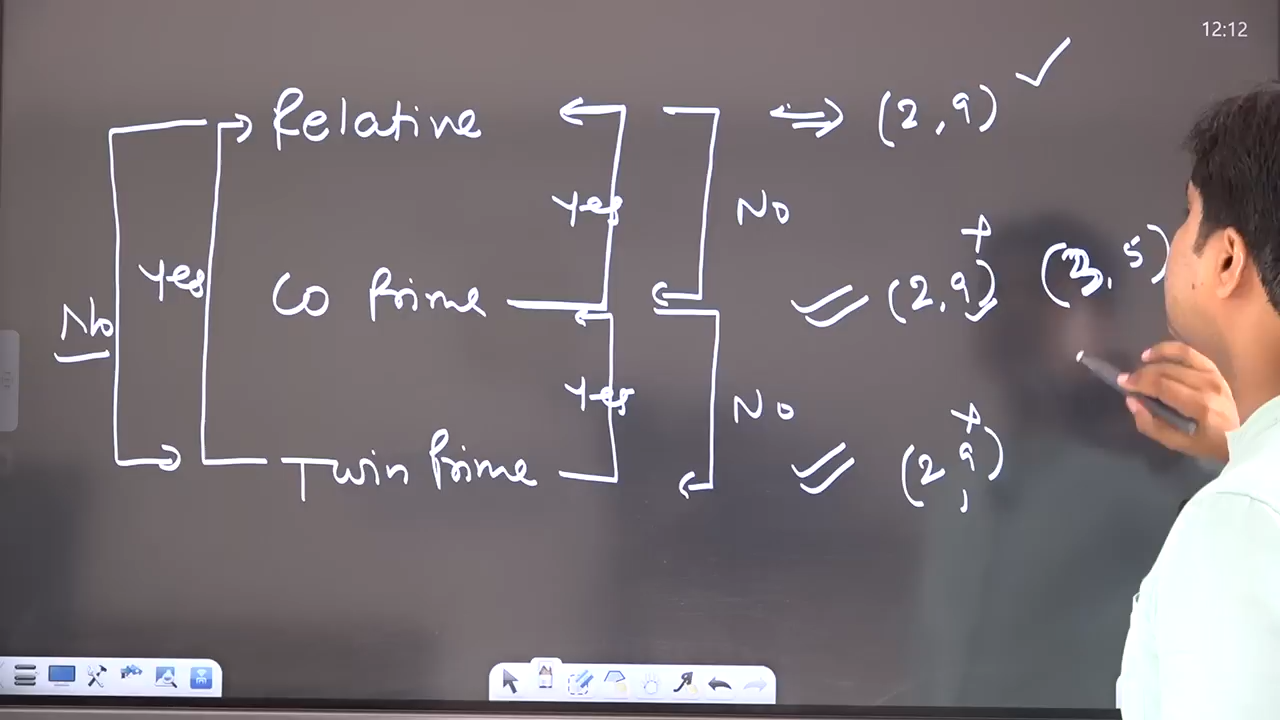 12:12
Relative ⇔ (2, 9) ✓
Yes No
Yes Co Prime (2, 9) (3, 5)
No
Yes No
Twin Prime (2, 9)